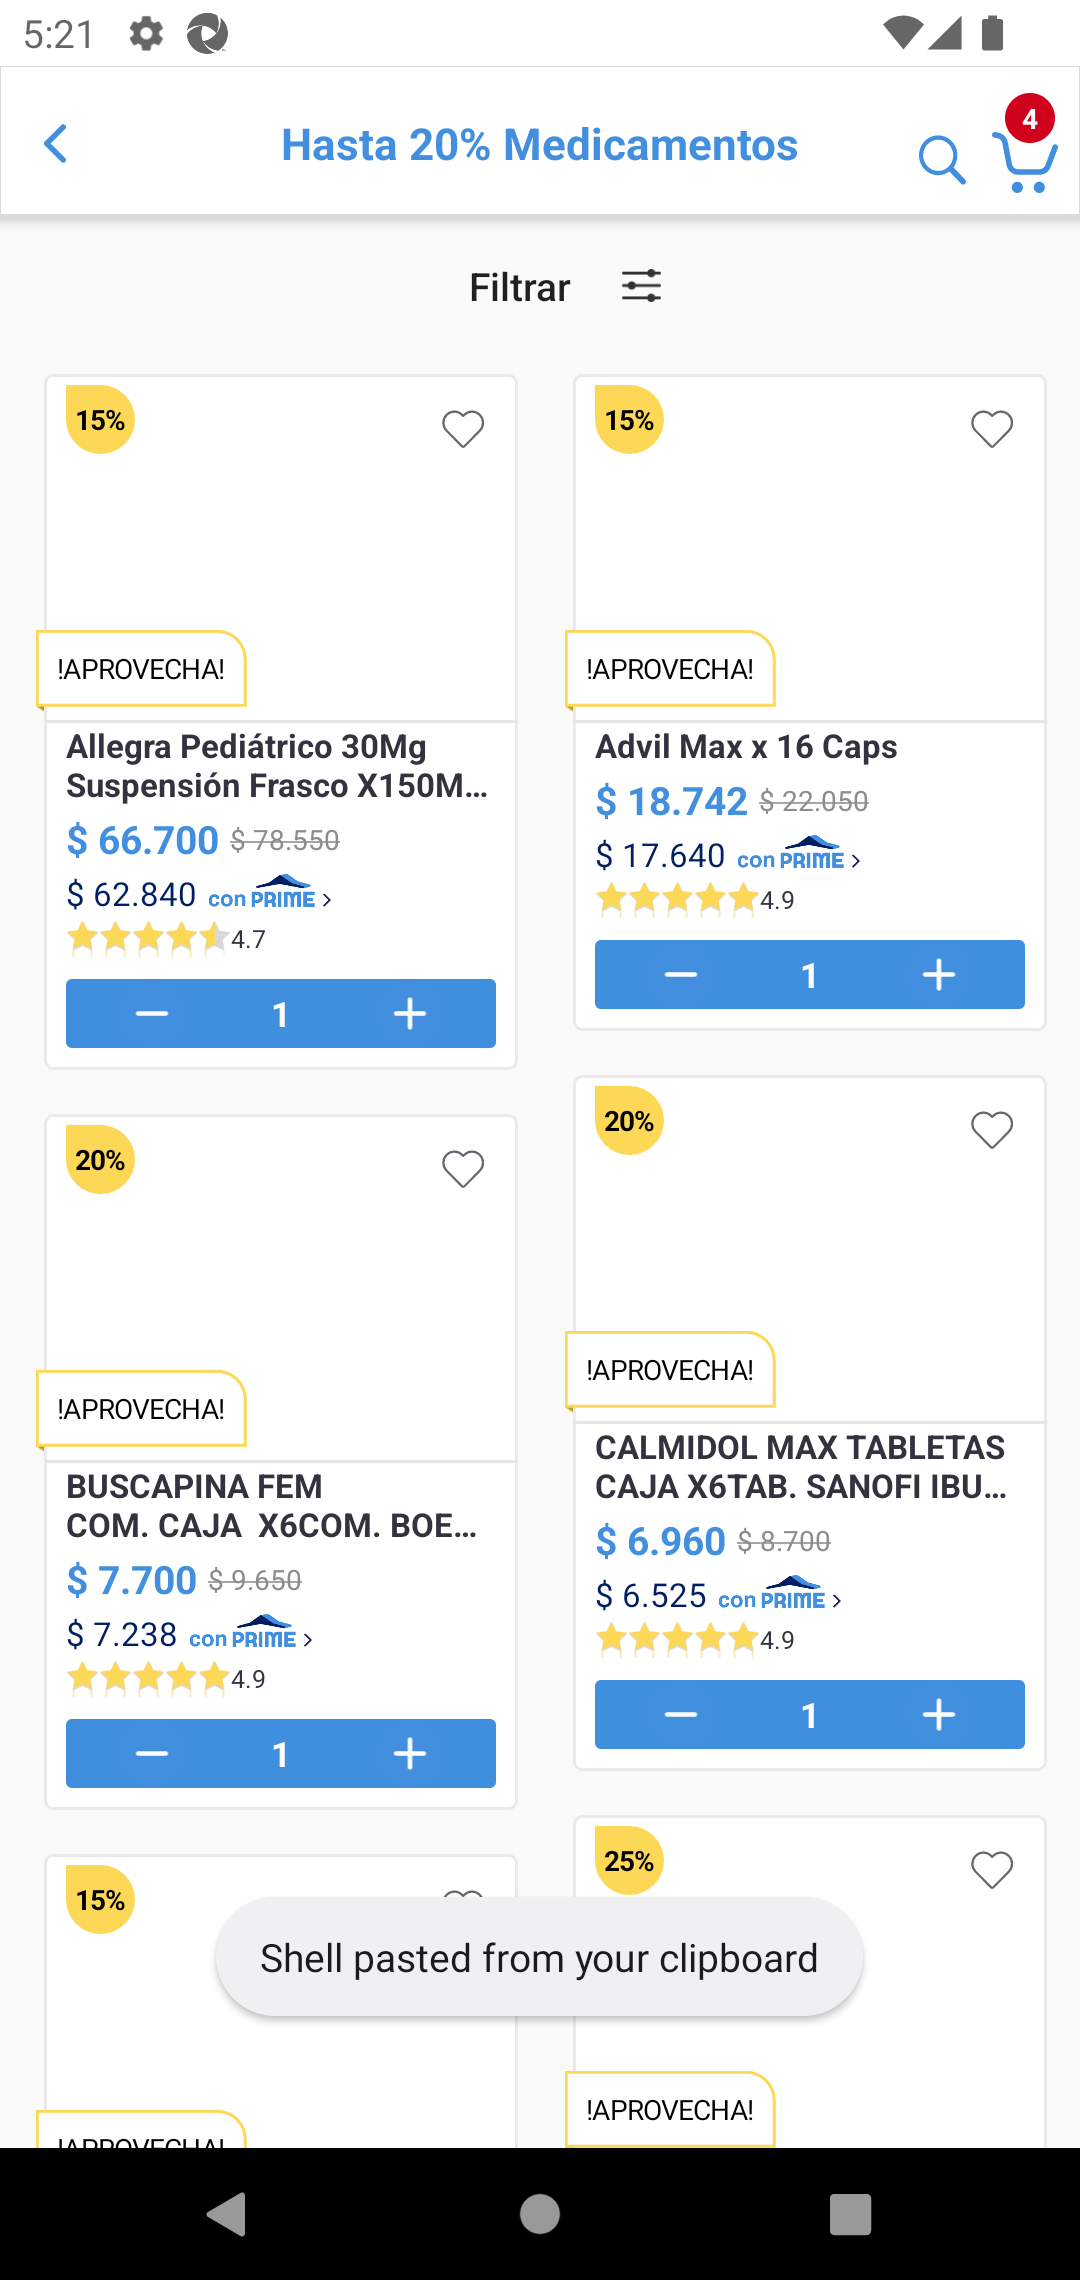 5:21
Hasta 20% Medicamentos
4
Filtrar
15%
!APROVECHA!
Allegra Pediátrico 30Mg
Suspensión Frasco X150M...
$ 66.700 $ 78.550
$ 62.840 con PRIME >
4.7
1
15%
!APROVECHA!
Advil Max x 16 Caps
$ 18.742 $ 22.050
$ 17.640 con PRIME >
4.9
1
20%
!APROVECHA!
BUSCAPINA FEM
COM. CAJA  X6COM. BOE...
$ 7.700 $ 9.650
$ 7.238 con PRIME >
4.9
1
20%
!APROVECHA!
CALMIDOL MAX TABLETAS
CAJA X6TAB. SANOFI IBU...
$ 6.960 $ 8.700
$ 6.525 con PRIME >
4.9
1
15%
!APROVECHA!
25%
!APROVECHA!
Shell pasted from your clipboard